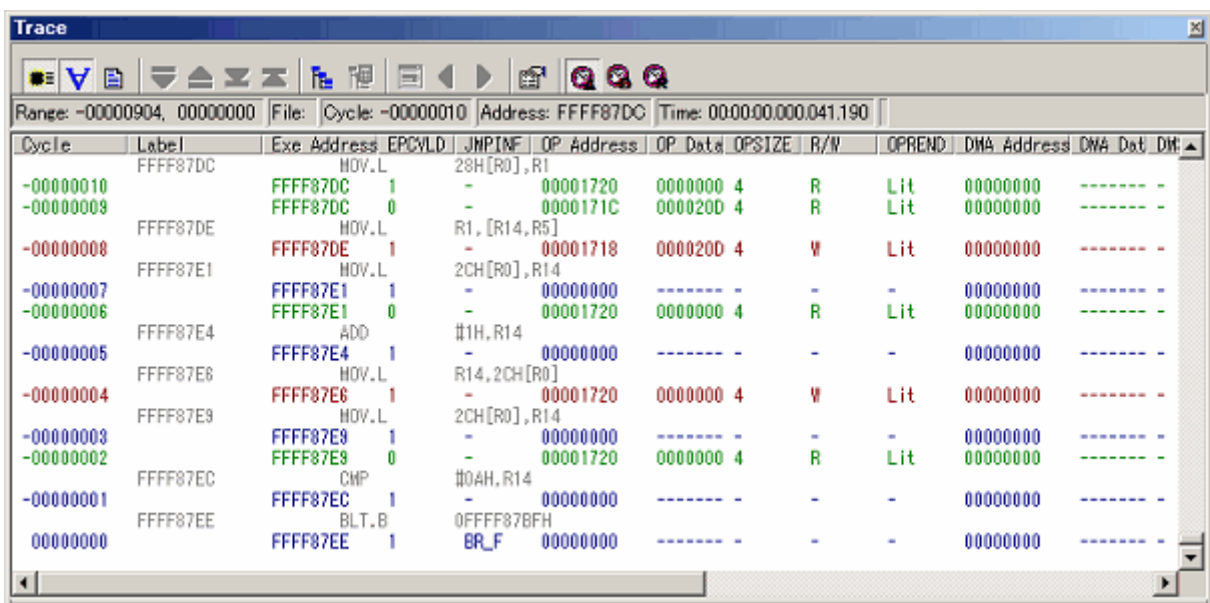 Trace
Range: -00000904, 00000000 File: Cycle: -00000010 Address: FFFF87DC Time: 00:00:00.000.041.190
Cycle Label Exe Address EPCVLD JMPINF OP Address OP Data OPSIZE R/W OPREND DMA Address DMA Dat DM
FFFF87DC MOV.L 28H[R0],R1
-00000010 FFFF87DC 1 - 00001720 0000000 4 R Lit 00000000 ------- -
-00000009 FFFF87DC 0 - 0000171C 000020D 4 R Lit 00000000 ------- -
FFFF87DE MOV.L R1,[R14,R5]
-00000008 FFFF87DE 1 - 00001718 000020D 4 W Lit 00000000 ------- -
FFFF87E1 MOV.L 2CH[R0],R14
-00000007 FFFF87E1 1 - 00000000 ------- - - - 00000000 ------- -
-00000006 FFFF87E1 0 - 00001720 0000000 4 R Lit 00000000 ------- -
FFFF87E4 ADD #1H,R14
-00000005 FFFF87E4 1 - 00000000 ------- - - - 00000000 ------- -
FFFF87E6 MOV.L R14,2CH[R0]
-00000004 FFFF87E6 1 - 00001720 0000000 4 W Lit 00000000 ------- -
FFFF87E9 MOV.L 2CH[R0],R14
-00000003 FFFF87E9 1 - 00000000 ------- - - - 00000000 ------- -
-00000002 FFFF87E9 0 - 00001720 0000000 4 R Lit 00000000 ------- -
FFFF87EC CMP #0AH,R14
-00000001 FFFF87EC 1 - 00000000 ------- - - - 00000000 ------- -
FFFF87EE BLT.B 0FFFF87BFH
00000000 FFFF87EE 1 BR_F 00000000 ------- - - - 00000000 ------- -